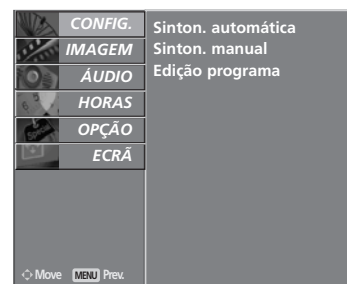 CONFIG.
IMAGEM
ÁUDIO
HORAS
OPÇÃO
ECRÃ
Sinton. automática
Sinton. manual
Edição programa
Move MENU Prev.